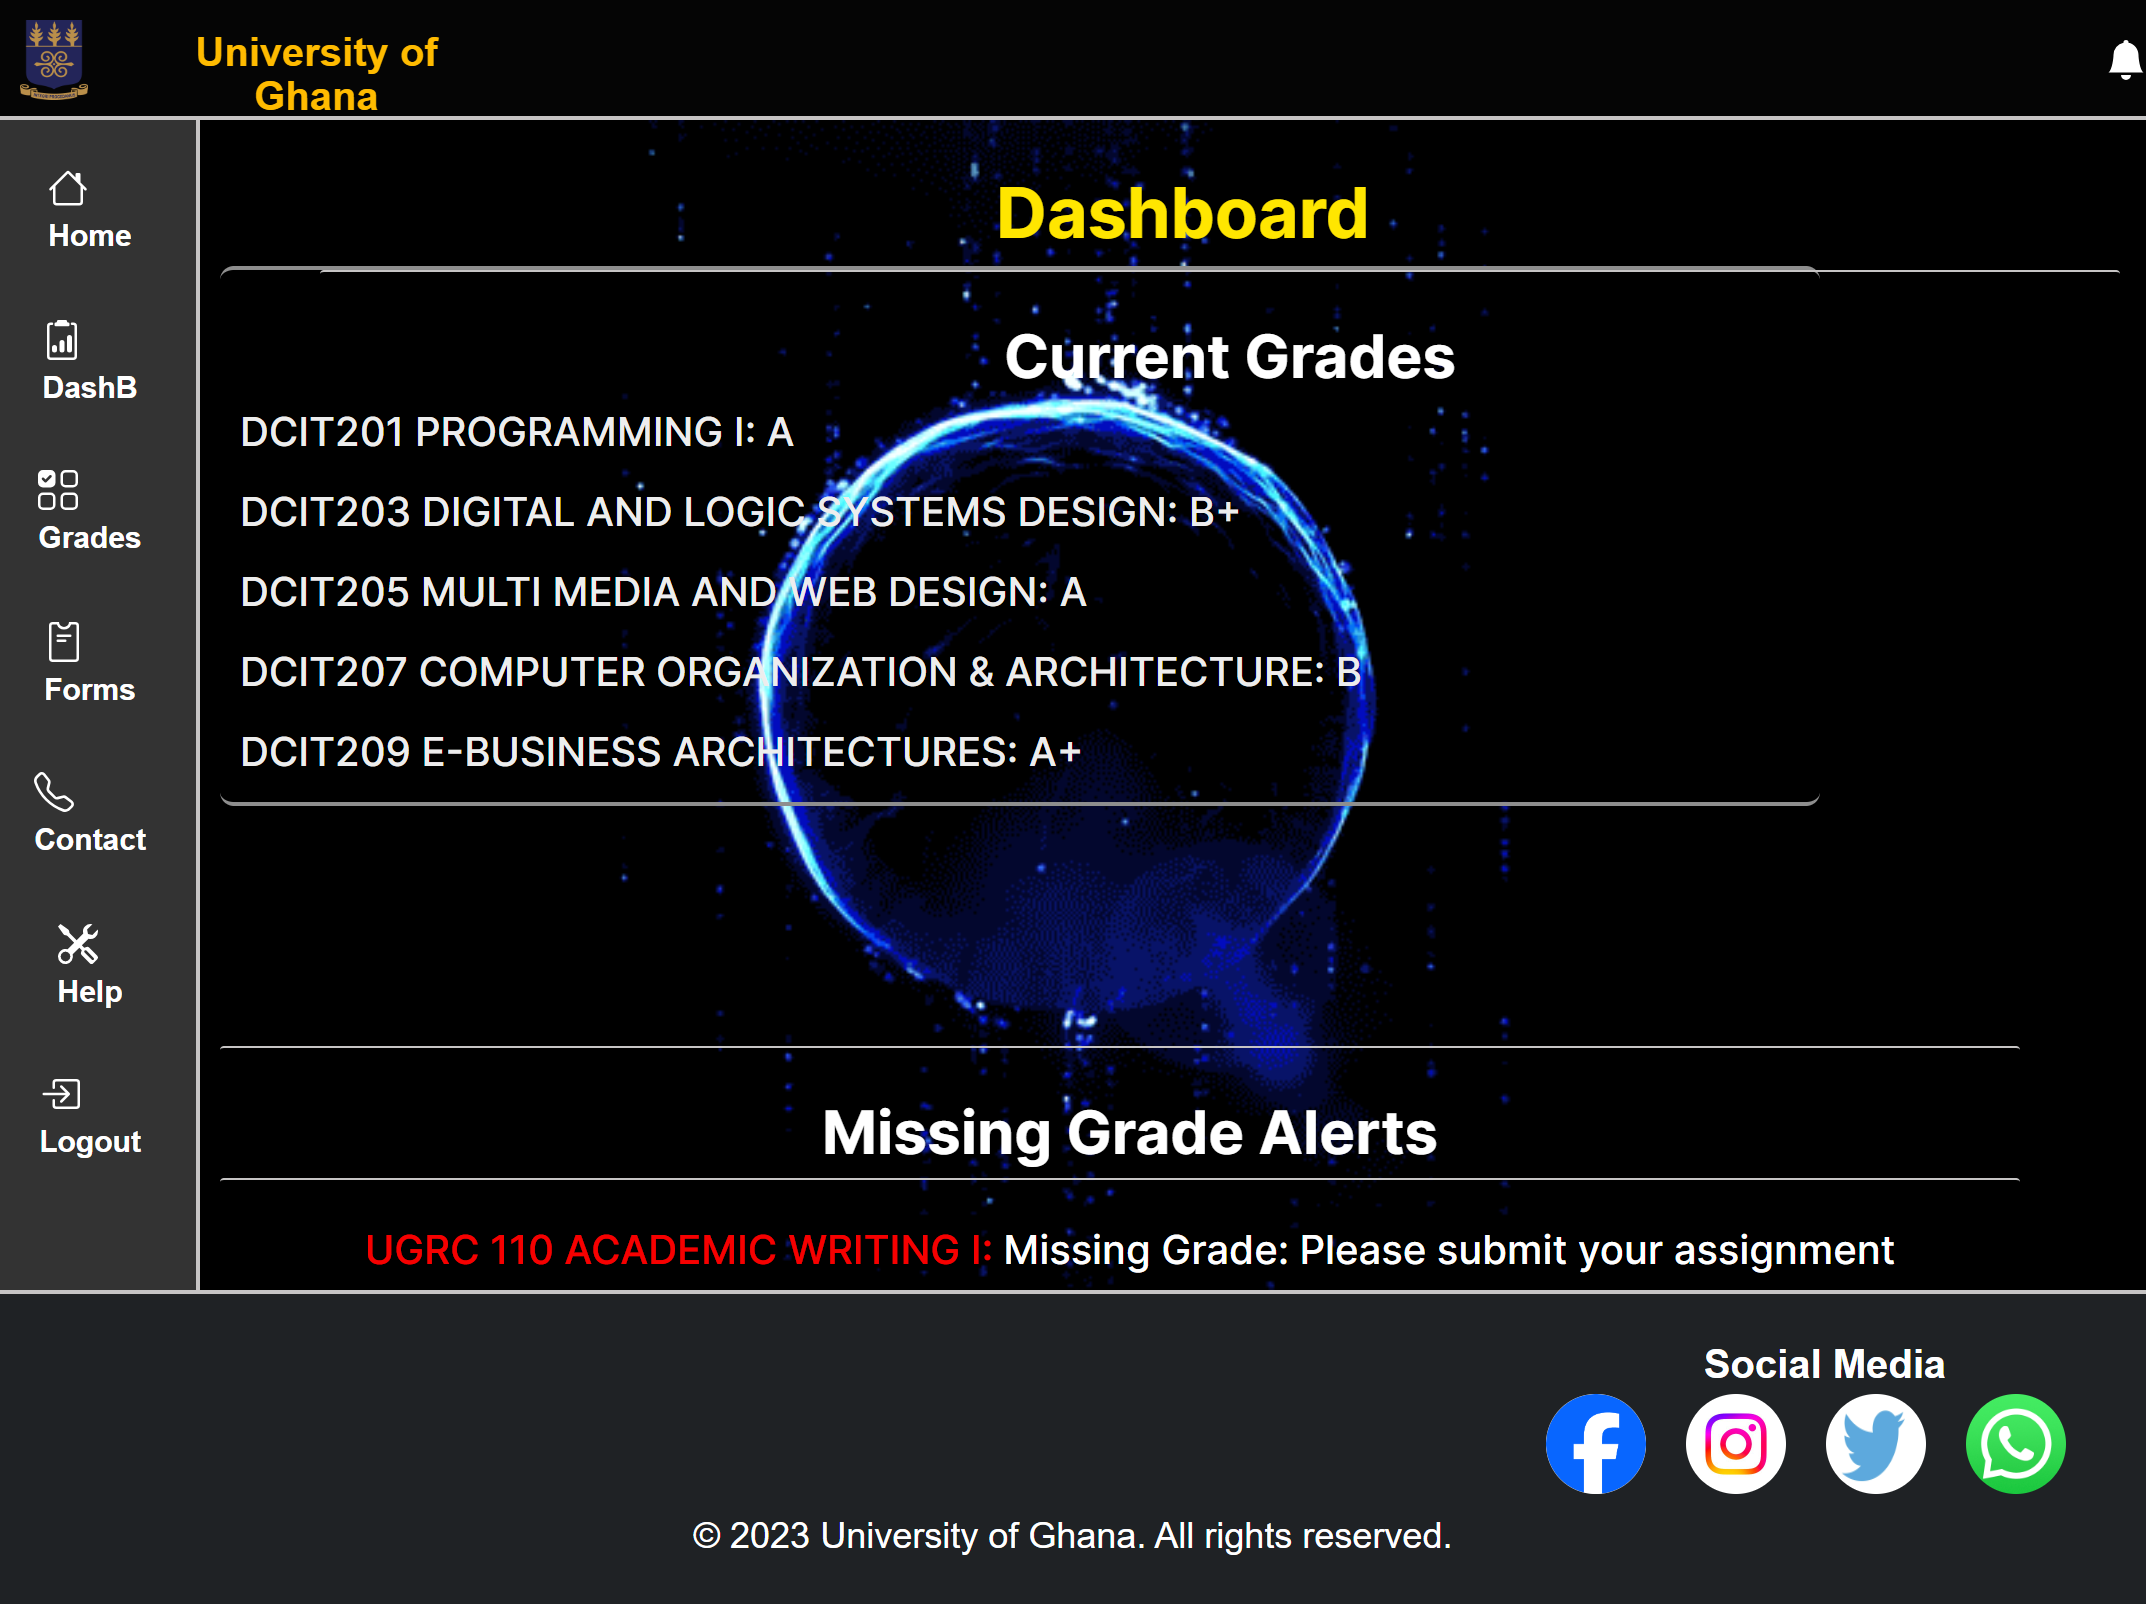 University of
Ghana
Home
DashB
Grades
Forms
Contact
Help
Logout
Dashboard
Current Grades
DCIT201 PROGRAMMING I: A
DCIT203 DIGITAL AND LOGIC SYSTEMS DESIGN: B+
DCIT205 MULTI MEDIA AND WEB DESIGN: A
DCIT207 COMPUTER ORGANIZATION & ARCHITECTURE: B
DCIT209 E-BUSINESS ARCHITECTURES: A+
Missing Grade Alerts
UGRC 110 ACADEMIC WRITING I: Missing Grade: Please submit your assignment
Social Media
© 2023 University of Ghana. All rights reserved.